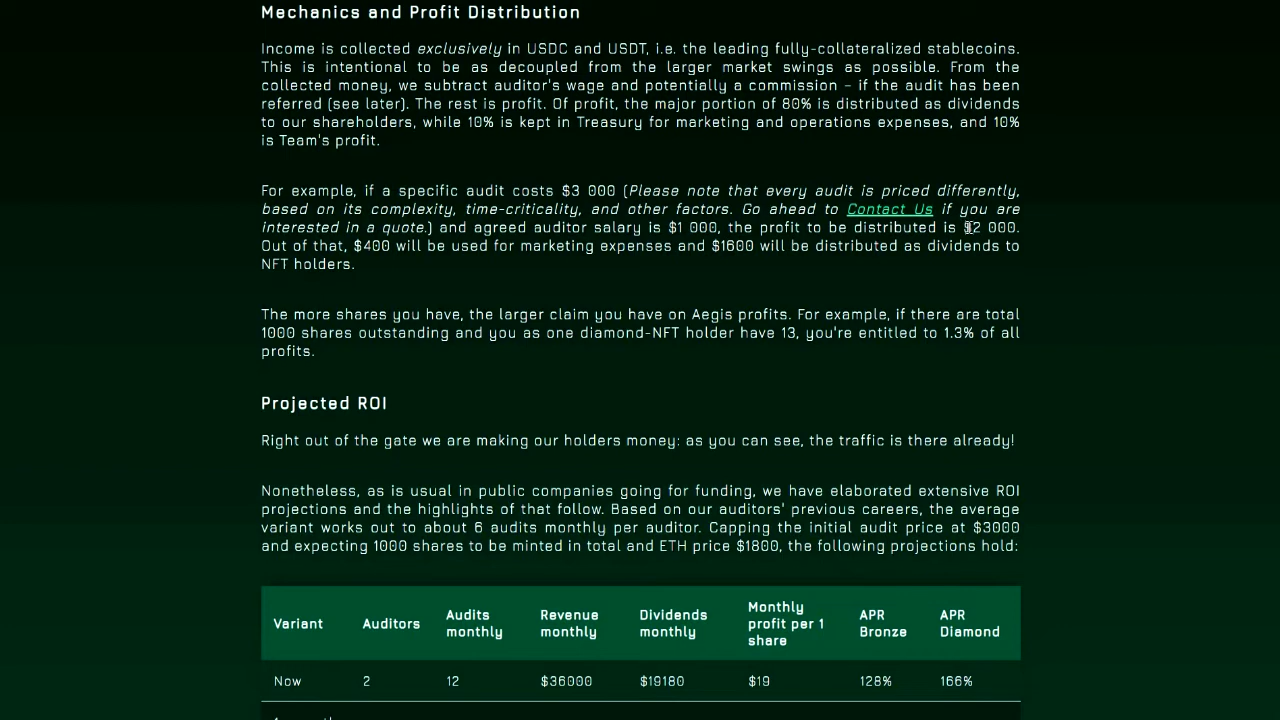 Mechanics and Profit Distribution
Income is collected exclusively in USDC and USDT, i.e. the leading fully-collateralized stablecoins.
This is intentional to be as decoupled from the larger market swings as possible. From the
collected money, we subtract auditor's wage and potentially a commission – if the audit has been
referred (see later). The rest is profit. Of profit, the major portion of 80% is distributed as dividends
to our shareholders, while 10% is kept in Treasury for marketing and operations expenses, and 10%
is Team's profit.
For example, if a specific audit costs $3 000 (Please note that every audit is priced differently,
based on its complexity, time-criticality, and other factors. Go ahead to Contact Us if you are
interested in a quote.) and agreed auditor salary is $1 000, the profit to be distributed is $2 000.
Out of that, $400 will be used for marketing expenses and $1600 will be distributed as dividends to
NFT holders.
The more shares you have, the larger claim you have on Aegis profits. For example, if there are total
1000 shares outstanding and you as one diamond-NFT holder have 13, you're entitled to 1.3% of all
profits.
Projected ROI
Right out of the gate we are making our holders money: as you can see, the traffic is there already!
Nonetheless, as is usual in public companies going for funding, we have elaborated extensive ROI
projections and the highlights of that follow. Based on our auditors' previous careers, the average
variant works out to about 6 audits monthly per auditor. Capping the initial audit price at $3000
and expecting 1000 shares to be minted in total and ETH price $1800, the following projections hold:
Variant Auditors Audits monthly Revenue monthly Dividends monthly Monthly profit per 1 share APR Bronze APR Diamond
Now 2 12 $36000 $19180 $19 128% 166%